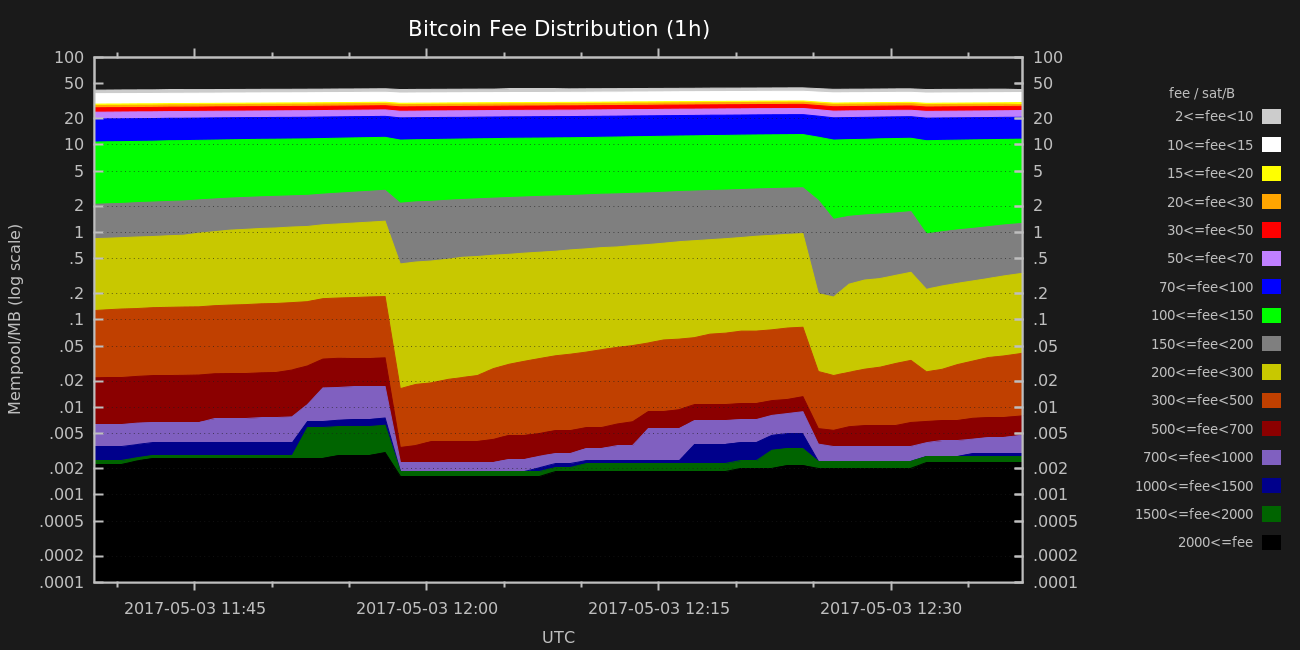 Bitcoin Fee Distribution (1h)
Mempool/MB (log scale)
100
50
20
10
5
2
1
.5
.2
.1
.05
.02
.01
.005
.002
.001
.0005
.0002
.0001
100
50
20
10
5
2
1
.5
.2
.1
.05
.02
.01
.005
.002
.001
.0005
.0002
.0001
fee / sat/B
2<=fee<10
10<=fee<15
15<=fee<20
20<=fee<30
30<=fee<50
50<=fee<70
70<=fee<100
100<=fee<150
150<=fee<200
200<=fee<300
300<=fee<500
500<=fee<700
700<=fee<1000
1000<=fee<1500
1500<=fee<2000
2000<=fee
2017-05-03 11:45
2017-05-03 12:00
2017-05-03 12:15
2017-05-03 12:30
UTC